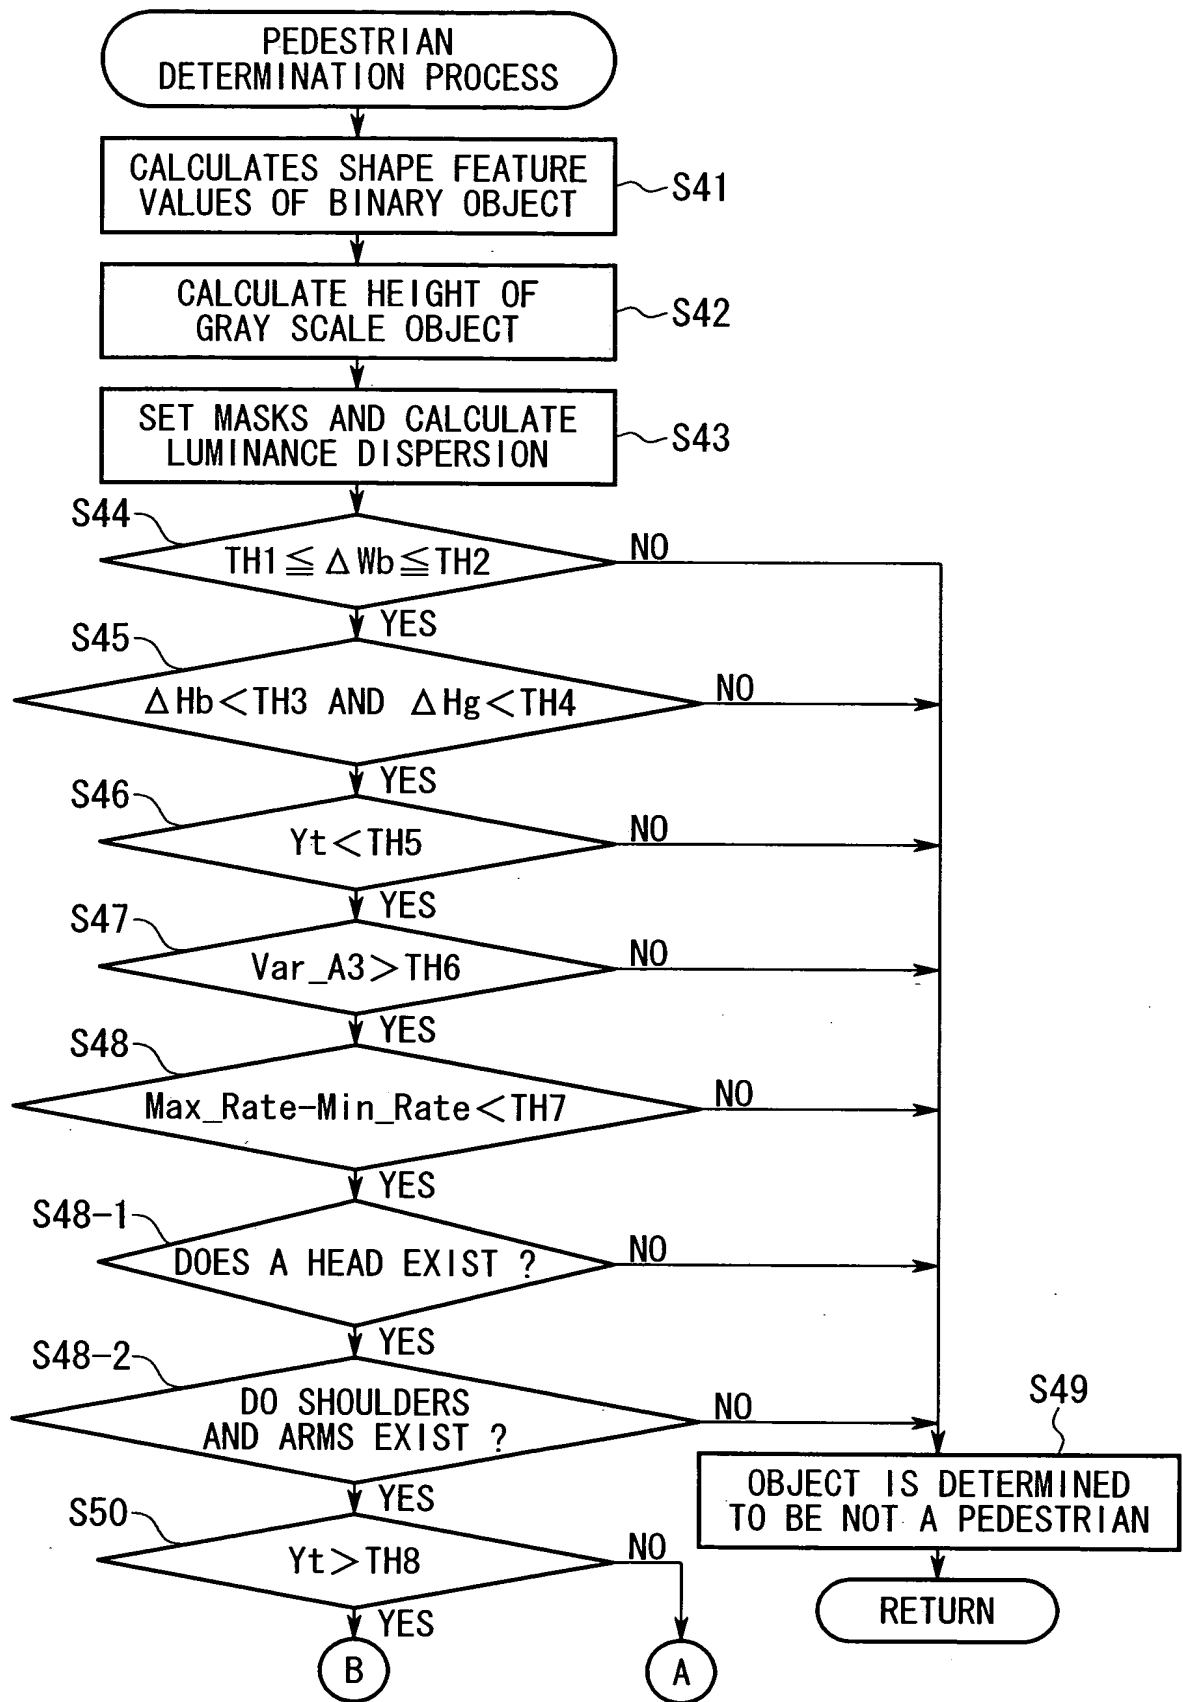 PEDESTRIAN
DETERMINATION PROCESS
CALCULATES SHAPE FEATURE
VALUES OF BINARY OBJECT
S41
CALCULATE HEIGHT OF
GRAY SCALE OBJECT
S42
SET MASKS AND CALCULATE
LUMINANCE DISPERSION
S43
S44
TH1≦ΔWb≦TH2
NO
YES
S45
ΔHb<TH3 AND ΔHg<TH4
NO
YES
S46
Yt<TH5
NO
YES
S47
Var_A3>TH6
NO
YES
S48
Max_Rate-Min_Rate<TH7
NO
YES
S48-1
DOES A HEAD EXIST ?
NO
YES
S48-2
DO SHOULDERS
AND ARMS EXIST ?
NO
YES
S49
OBJECT IS DETERMINED
TO BE NOT A PEDESTRIAN
RETURN
S50
Yt>TH8
NO
YES
B
A